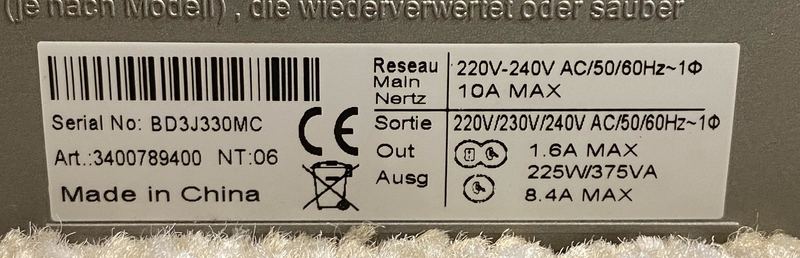 (je nach Modell) , die wiederverwertet oder sauber
Serial No: BD3J330MC
Art.:3400789400 NT:06
Made in China
CE
Reseau
Main
Nertz
220V-240V AC/50/60Hz~1Φ
10A MAX
Sortie
Out
Ausg
220V/230V/240V AC/50/60Hz~1Φ
1.6A MAX
225W/375VA
8.4A MAX